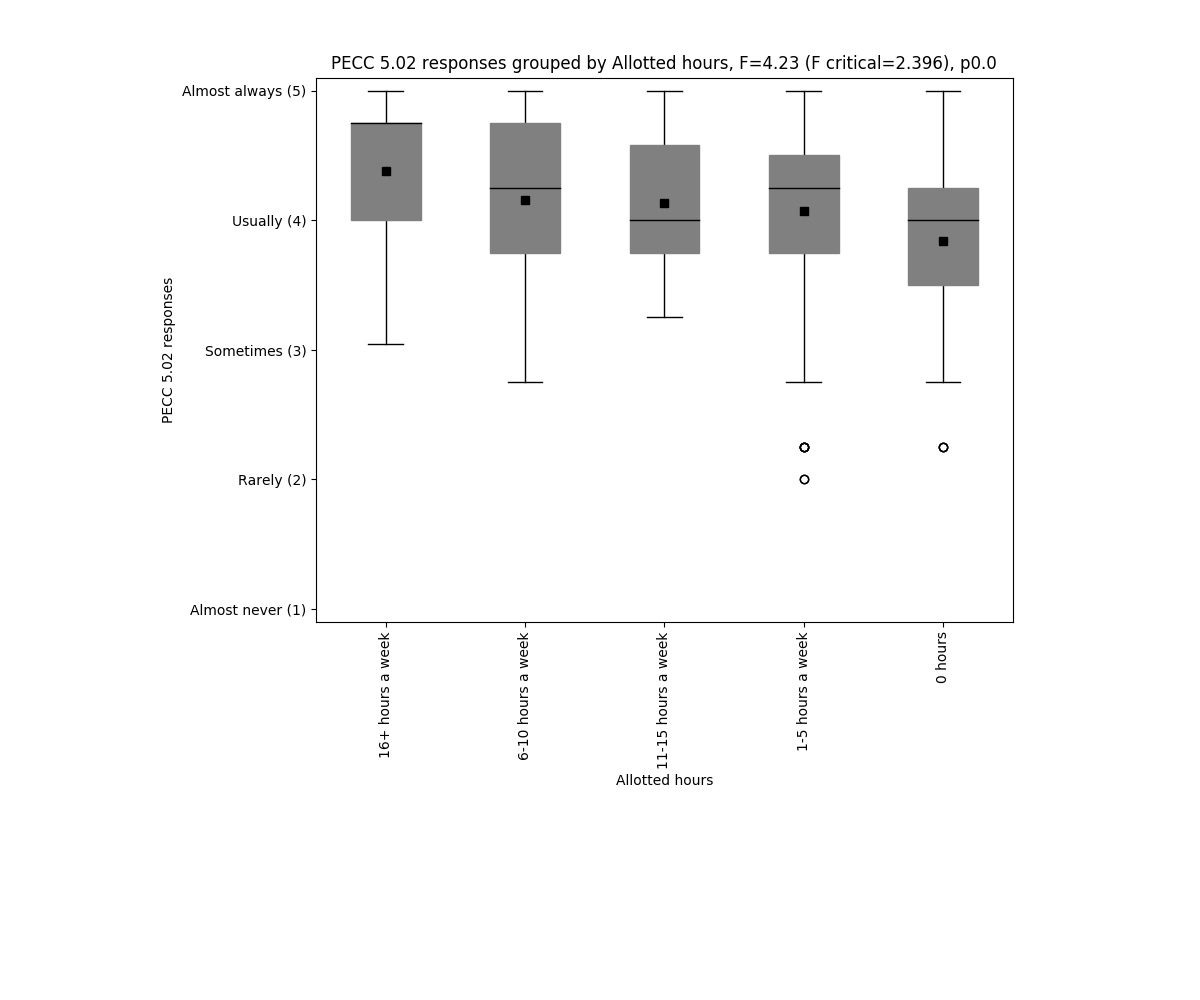 PECC 5.02 responses grouped by Allotted hours, F=4.23 (F critical=2.396), p0.0
Almost always (5)
Usually (4)
Sometimes (3)
Rarely (2)
Almost never (1)
PECC 5.02 responses
16+ hours a week
6-10 hours a week
11-15 hours a week
1-5 hours a week
0 hours
Allotted hours